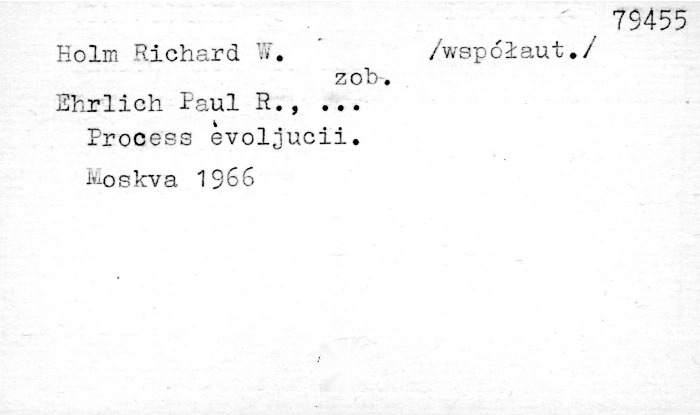 79455
Holm Richard W. /współaut./
zob.
Ehrlich Paul R., ...
Process èvoljucii.
Moskva 1966